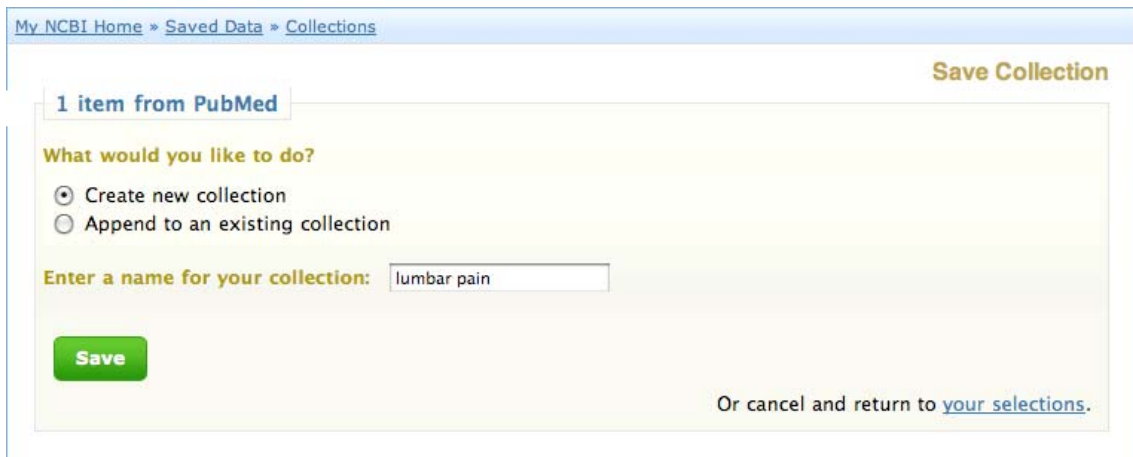 My NCBI Home » Saved Data » Collections
Save Collection
1 item from PubMed
What would you like to do?
Create new collection
Append to an existing collection
Enter a name for your collection: lumbar pain
Save
Or cancel and return to your selections.